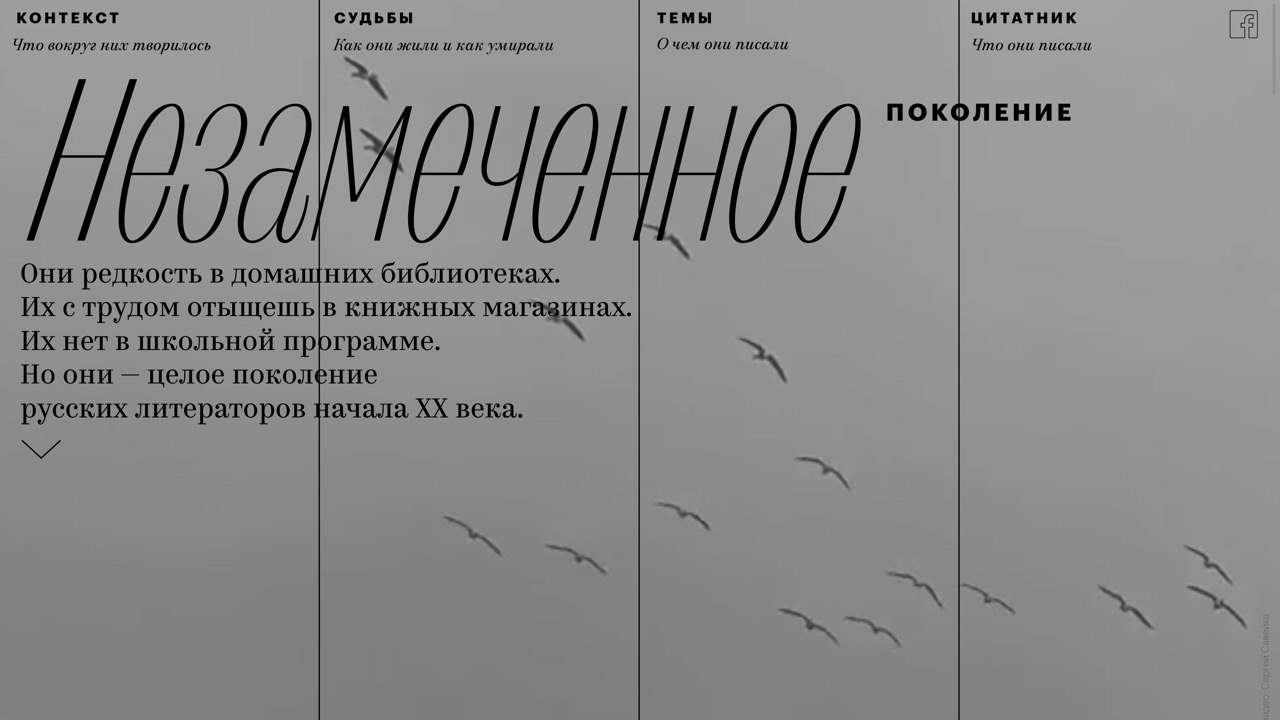 КОНТЕКСТ
Что вокруг них творилось
СУДЬБЫ
Как они жили и как умирали
ТЕМЫ
О чем они писали
ЦИТАТНИК
Что они писали
Незамеченное
ПОКОЛЕНИЕ
Они редкость в домашних библиотеках.
Их с трудом отыщешь в книжных магазинах.
Их нет в школьной программе.
Но они — целое поколение
русских литераторов начала XX века.
идео: Сергей Савейха